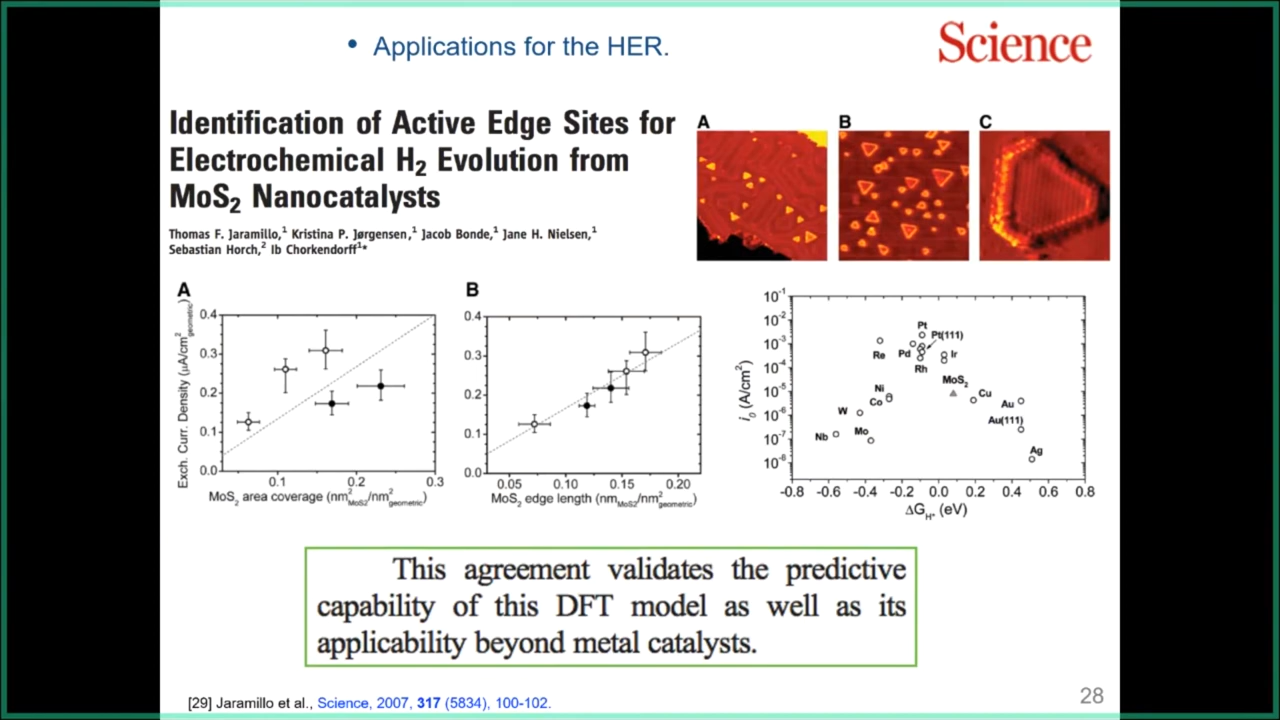 • Applications for the HER.
Science
Identification of Active Edge Sites for
Electrochemical H2 Evolution from
MoS2 Nanocatalysts
Thomas F. Jaramillo,1 Kristina P. Jørgensen,1 Jacob Bonde,1 Jane H. Nielsen,1
Sebastian Horch,2 Ib Chorkendorff1*
A
B
C
A
Exch. Curr. Density (µA/cm2geometric)
0.4
0.3
0.2
0.1
0.0
0.1 0.2 0.3
MoS2 area coverage (nm2MoS2/nm2geometric)
B
0.4
0.3
0.2
0.1
0.0
0.05 0.10 0.15 0.20
MoS2 edge length (nmMoS2/nm2geometric)
i0 (A/cm2)
10-1
10-2
10-3
10-4
10-5
10-6
10-7
10-8
Pt
Pt(111)
Re
Pd
Ir
Rh
MoS2
Ni
Co
Cu
Au
W
Au(111)
Nb
Mo
Ag
-0.8 -0.6 -0.4 -0.2 0.0 0.2 0.4 0.6 0.8
ΔGH* (eV)
This agreement validates the predictive
capability of this DFT model as well as its
applicability beyond metal catalysts.
[29] Jaramillo et al., Science, 2007, 317 (5834), 100-102.
28